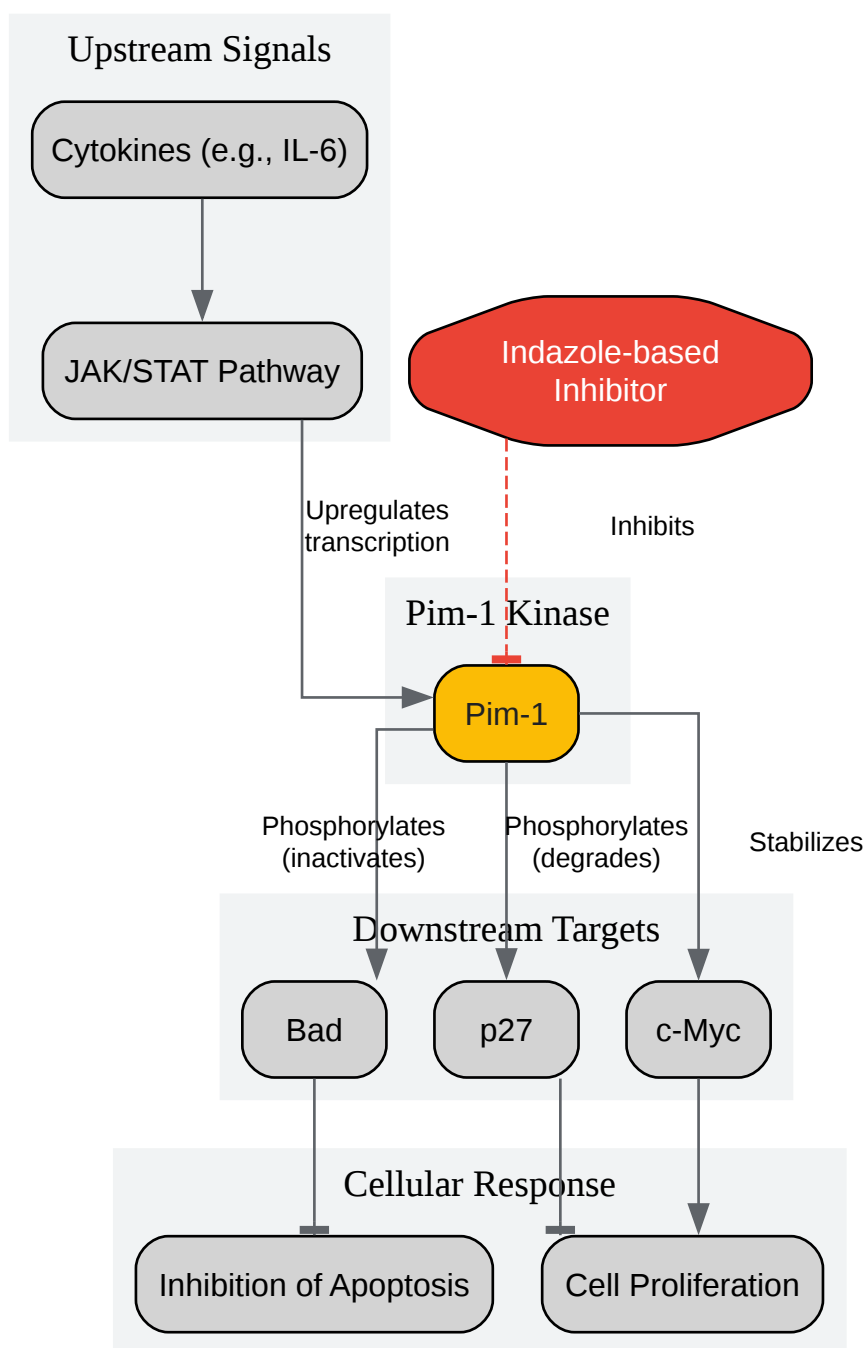 Upstream Signals
Cytokines (e.g., IL-6)
JAK/STAT Pathway
Indazole-based
Inhibitor
Upregulates
transcription
Inhibits
Pim-1 Kinase
Pim-1
Phosphorylates
(inactivates)
Phosphorylates
(degrades)
Stabilizes
Downstream Targets
Bad
p27
c-Myc
Cellular Response
Inhibition of Apoptosis
Cell Proliferation